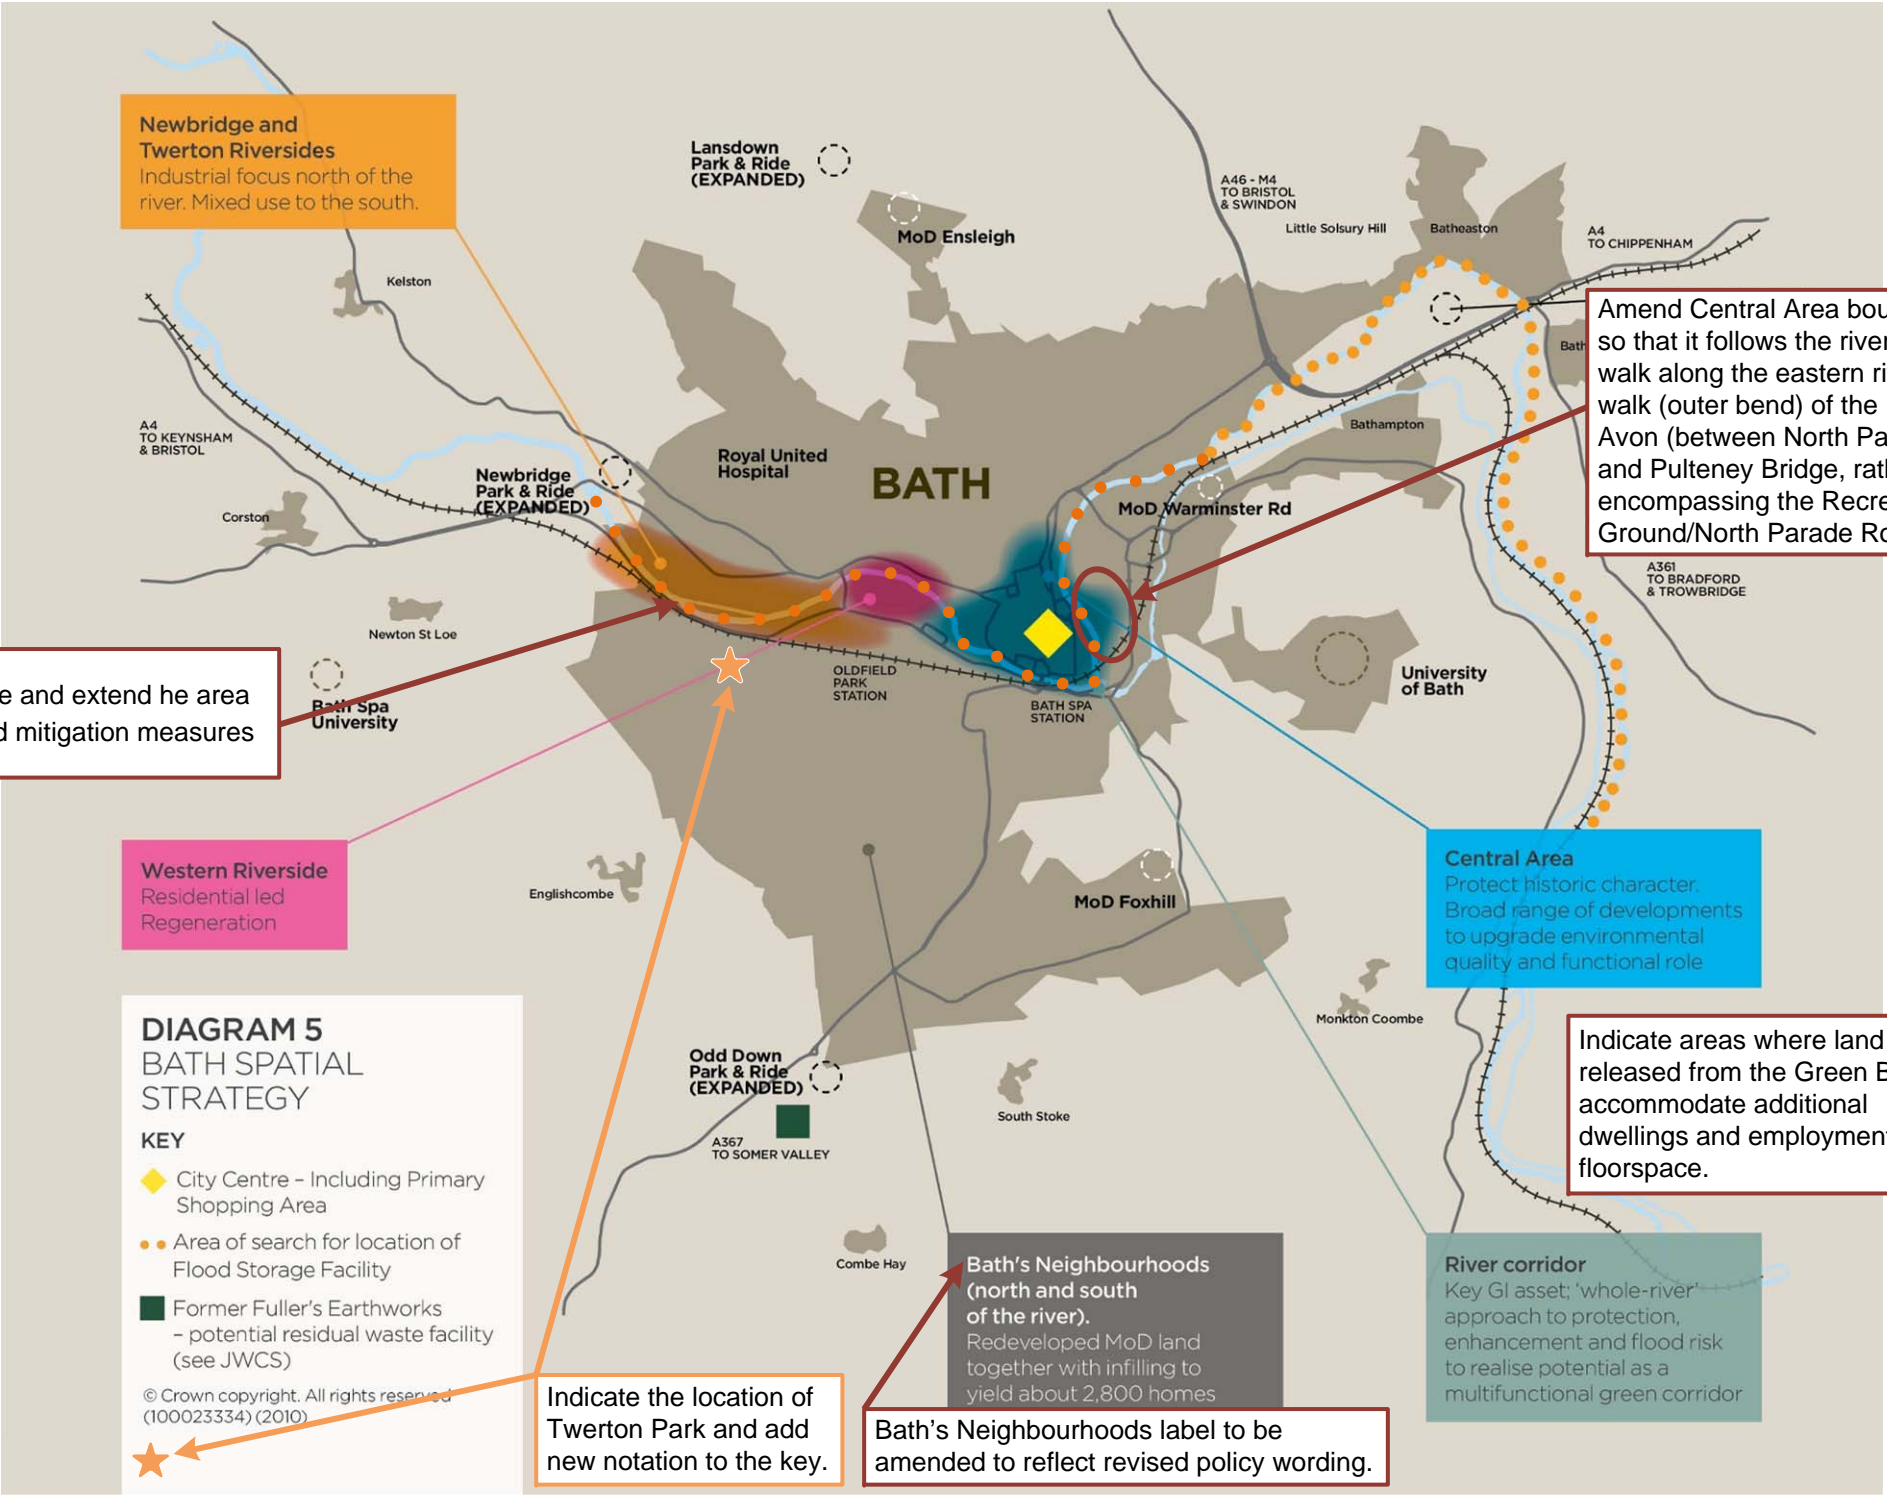 Newbridge and
Twerton Riversides
Industrial focus north of the
river. Mixed use to the south.
Lansdown
Park & Ride
(EXPANDED)
MoD Ensleigh
A46 - M4
TO BRISTOL
& SWINDON
Little Solsury Hill
Batheaston
A4
TO CHIPPENHAM
Kelston
Amend Central Area bou
so that it follows the river
walk along the eastern ri
walk (outer bend) of the
Avon (between North Pa
and Pulteney Bridge, rat
encompassing the Recre
Ground/North Parade Ro
Bath
A4
TO KEYNSHAM
& BRISTOL
Bathampton
Royal United
Hospital
BATH
Newbridge
Park & Ride
(EXPANDED)
MoD Warminster Rd
Corston
A361
TO BRADFORD
& TROWBRIDGE
Newton St Loe
OLDFIELD
PARK
STATION
University
of Bath
e and extend he area
d mitigation measures
Bath Spa
University
BATH SPA
STATION
Western Riverside
Residential led
Regeneration
Englishcombe
MoD Foxhill
Central Area
Protect historic character.
Broad range of developments
to upgrade environmental
quality and functional role
Monkton Coombe
DIAGRAM 5
BATH SPATIAL
STRATEGY
KEY
City Centre – Including Primary
Shopping Area
Area of search for location of
Flood Storage Facility
Former Fuller's Earthworks
– potential residual waste facility
(see JWCS)
© Crown copyright. All rights reserved
(100023334) (2010)
Odd Down
Park & Ride
(EXPANDED)
A367
TO SOMER VALLEY
South Stoke
Indicate areas where land
released from the Green B
accommodate additional
dwellings and employmen
floorspace.
Combe Hay
Bath's Neighbourhoods
(north and south
of the river).
Redeveloped MoD land
together with infilling to
yield about 2,800 homes
River corridor
Key GI asset; 'whole-river'
approach to protection,
enhancement and flood risk
to realise potential as a
multifunctional green corridor
Indicate the location of
Twerton Park and add
new notation to the key.
Bath's Neighbourhoods label to be
amended to reflect revised policy wording.